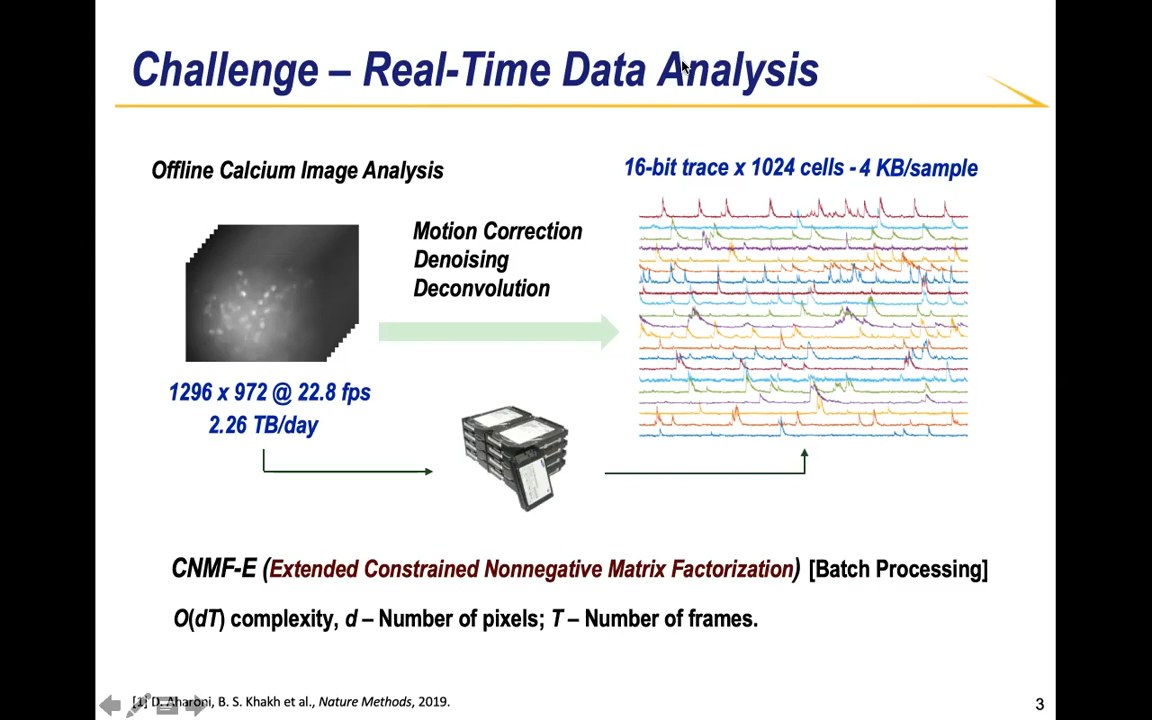 Challenge – Real-Time Data Analysis
Offline Calcium Image Analysis
16-bit trace x 1024 cells - 4 KB/sample
Motion Correction
Denoising
Deconvolution
1296 x 972 @ 22.8 fps
2.26 TB/day
CNMF-E (Extended Constrained Nonnegative Matrix Factorization) [Batch Processing]
O(dT) complexity, d – Number of pixels; T – Number of frames.
[1] D. Aharoni, B. S. Khakh et al., Nature Methods, 2019.
3